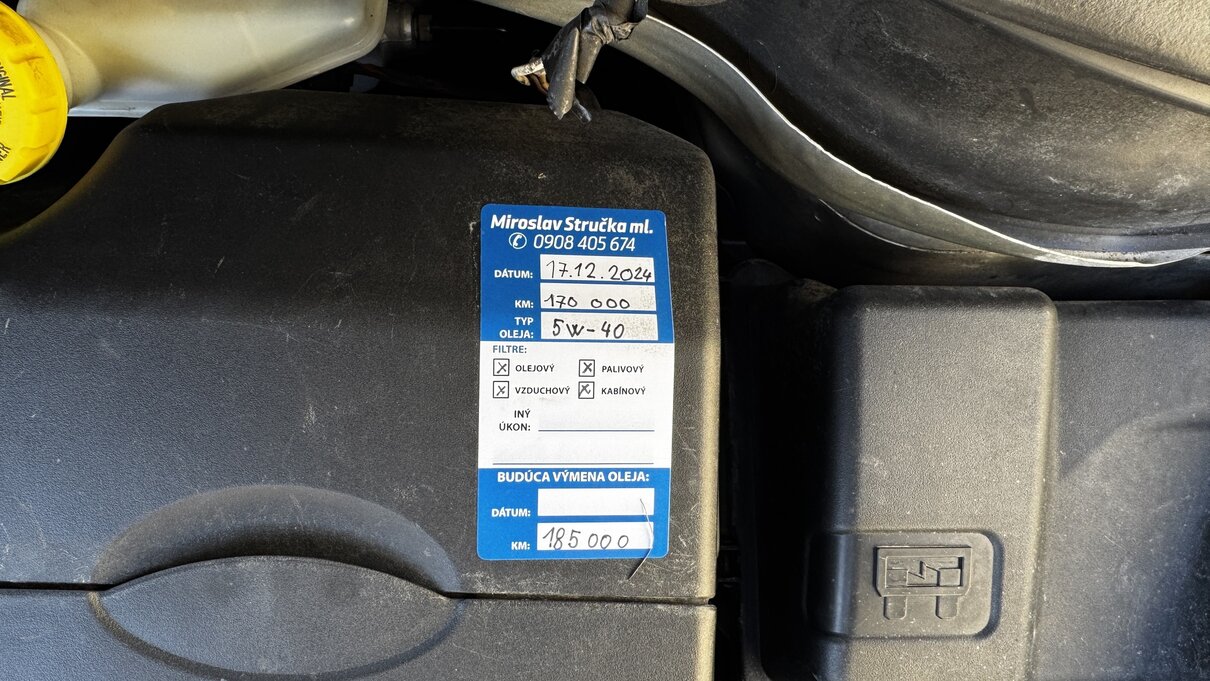 Miroslav Stručka ml.
✆ 0908 405 674
DÁTUM: 17.12.2024
KM: 170 000
TYP OLEJA: 5W-40
FILTRE:
☒ OLEJOVÝ ☒ PALIVOVÝ
☒ VZDUCHOVÝ ☒ KABÍNOVÝ
INÝ
ÚKON:
BUDÚCA VÝMENA OLEJA:
DÁTUM:
KM: 185 000